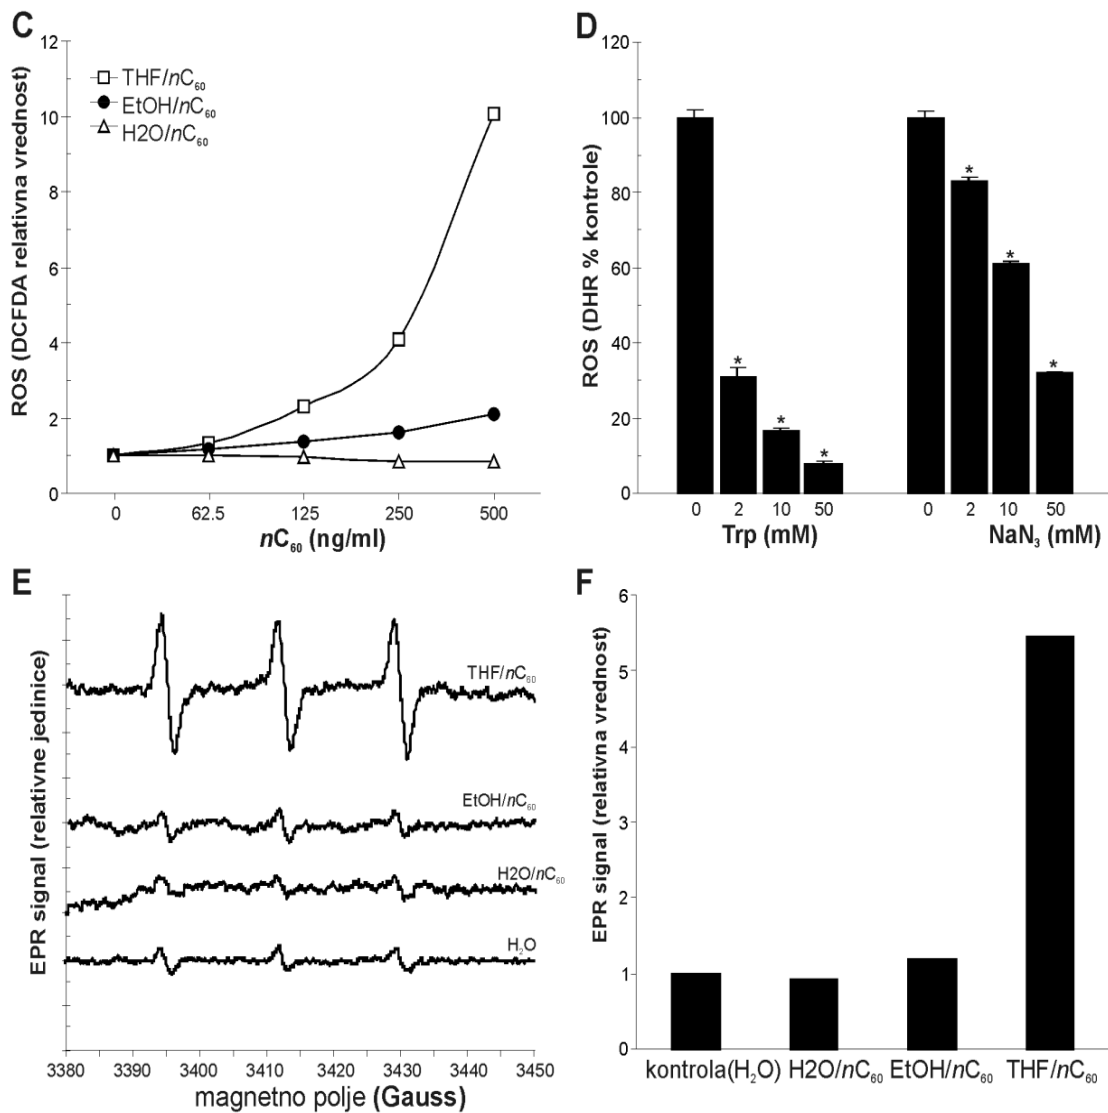 C
ROS (DCFDA relativna vrednost)
12
10
8
6
4
2
0
THF/nC₆₀
EtOH/nC₆₀
H2O/nC₆₀
0 62.5 125 250 500
nC₆₀ (ng/ml)
D
ROS (DHR % kontrole)
120
100
80
60
40
20
0
* * * * * *
0 2 10 50 0 2 10 50
Trp (mM) NaN₃ (mM)
E
EPR signal (relativne jedinice)
THF/nC₆₀
EtOH/nC₆₀
H2O/nC₆₀
H₂O
3380 3390 3400 3410 3420 3430 3440 3450
magnetno polje (Gauss)
F
EPR signal (relativna vrednost)
6
5
4
3
2
1
0
kontrola(H₂O) H2O/nC₆₀ EtOH/nC₆₀ THF/nC₆₀